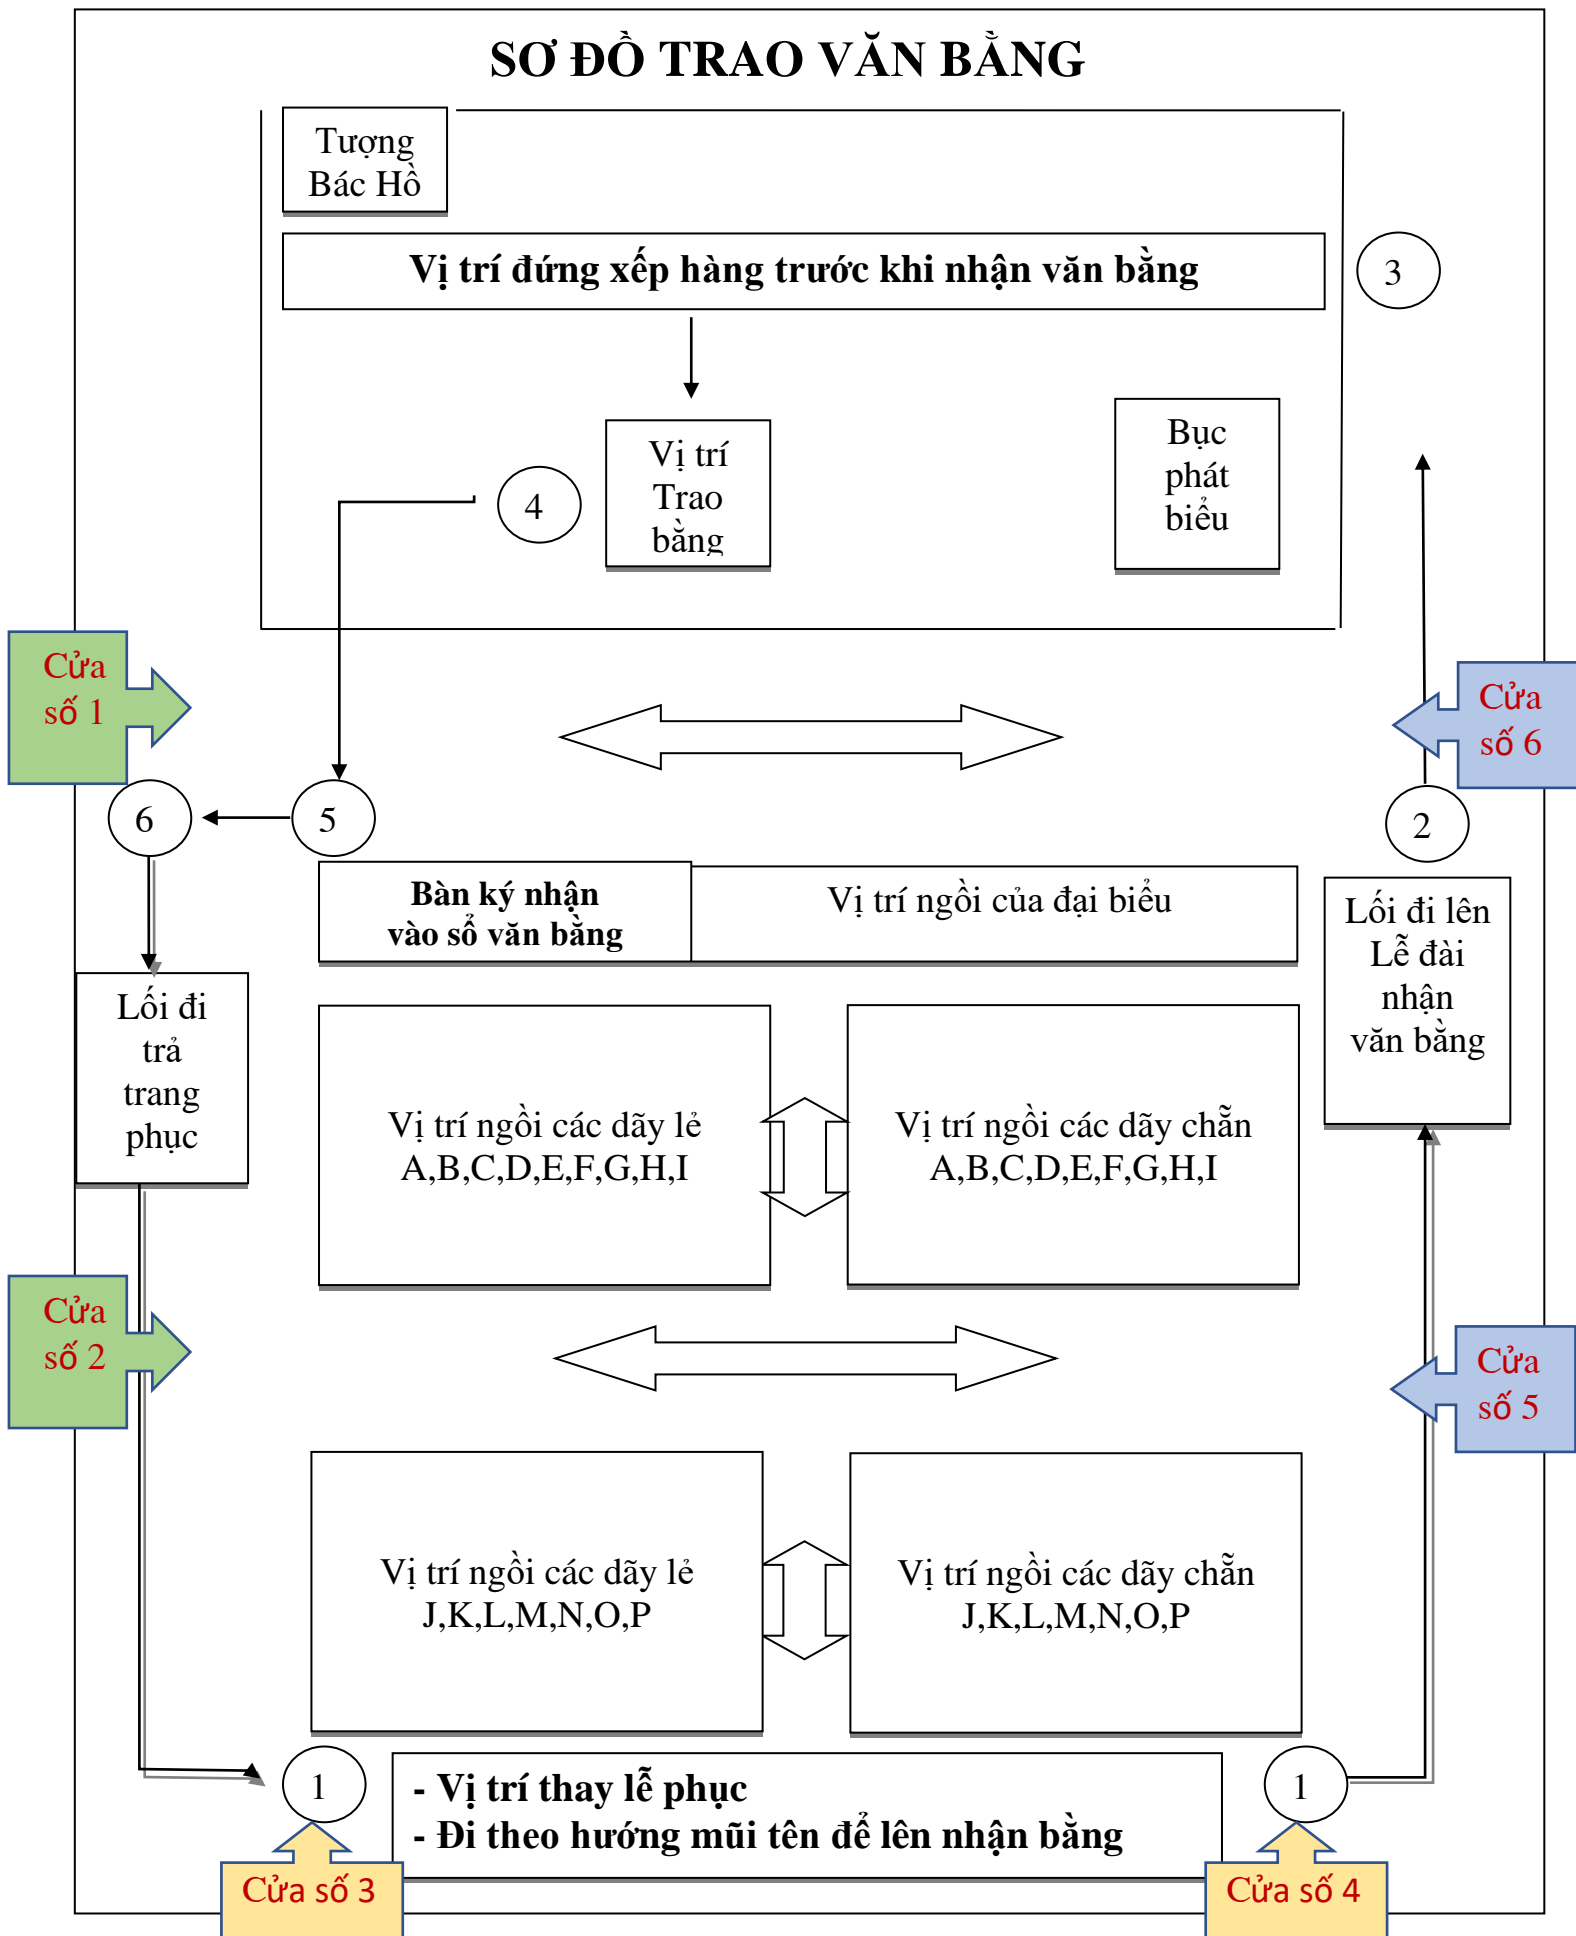 SƠ ĐỒ TRAO VĂN BẰNG
Tượng
Bác Hồ
Vị trí đứng xếp hàng trước khi nhận văn bằng
3
Vị trí
Trao
bằng
Bục
phát
biểu
4
Cửa
số 1
Cửa
số 6
6
5
2
Bàn ký nhận
vào sổ văn bằng
Vị trí ngồi của đại biểu
Lối đi lên
Lễ đài
nhận
văn bằng
Lối đi
trả
trang
phục
Vị trí ngồi các dãy lẻ
A,B,C,D,E,F,G,H,I
Vị trí ngồi các dãy chẵn
A,B,C,D,E,F,G,H,I
Cửa
số 2
Cửa
số 5
Vị trí ngồi các dãy lẻ
J,K,L,M,N,O,P
Vị trí ngồi các dãy chẵn
J,K,L,M,N,O,P
1
- Vị trí thay lễ phục
- Đi theo hướng mũi tên để lên nhận bằng
1
Cửa số 3
Cửa số 4